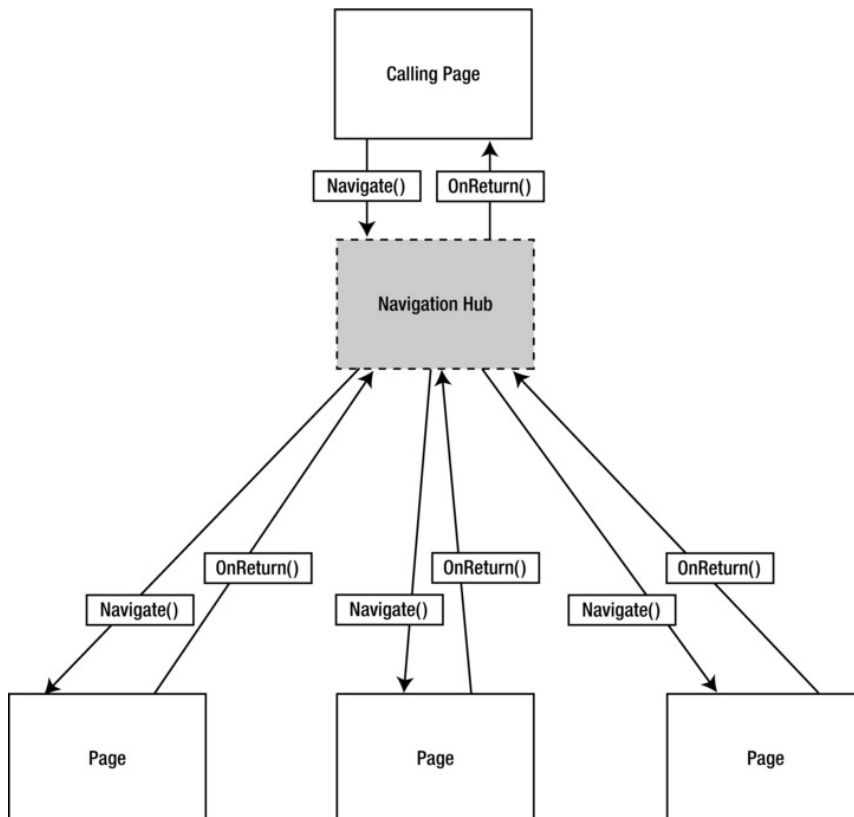 Calling Page
Navigate()
OnReturn()
Navigation Hub
OnReturn()
OnReturn()
OnReturn()
Navigate()
Navigate()
Navigate()
Page
Page
Page